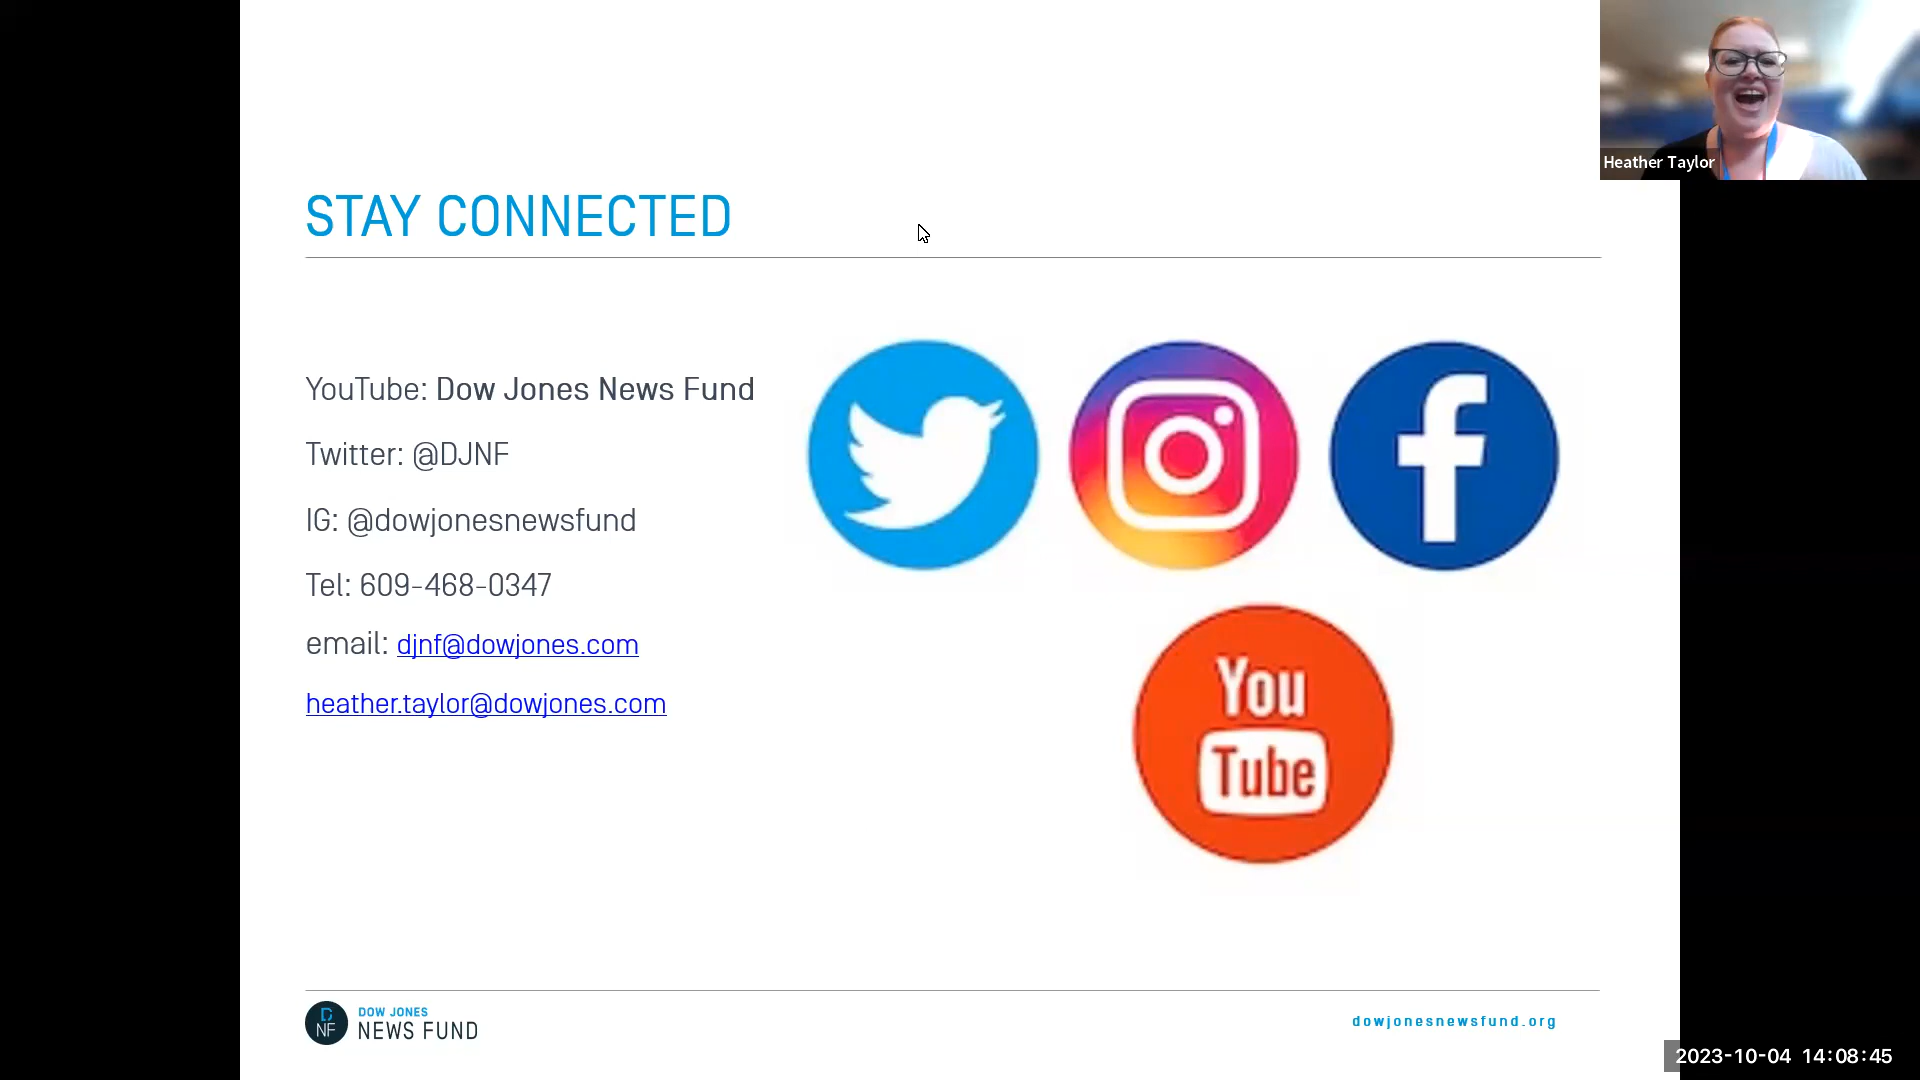 Heather Taylor
STAY CONNECTED
YouTube: Dow Jones News Fund
Twitter: @DJNF
IG: @dowjonesnewsfund
Tel: 609-468-0347
email: djnf@dowjones.com
heather.taylor@dowjones.com
f
You
Tube
D
NF
DOW JONES
NEWS FUND
dowjonesnewsfund.org
2023-10-04 14:08:45